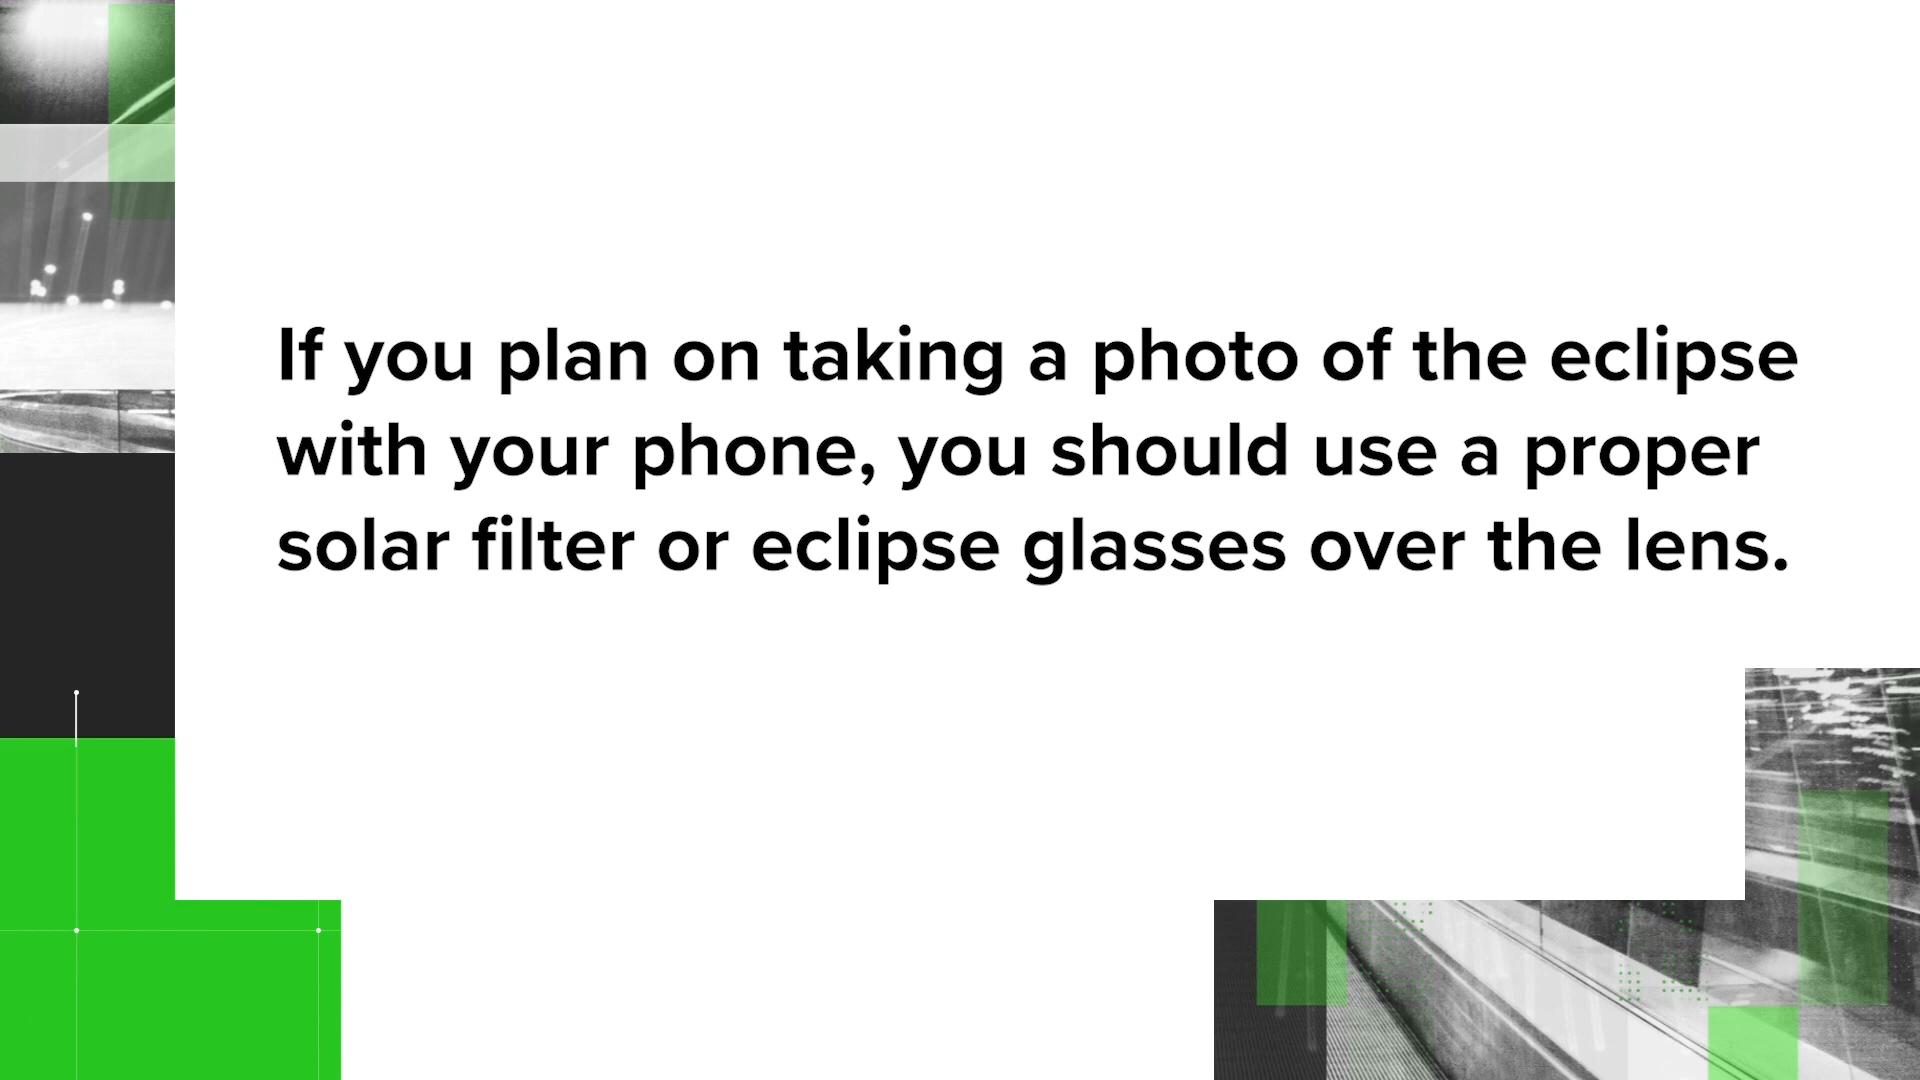 If you plan on taking a photo of the eclipse
with your phone, you should use a proper
solar filter or eclipse glasses over the lens.